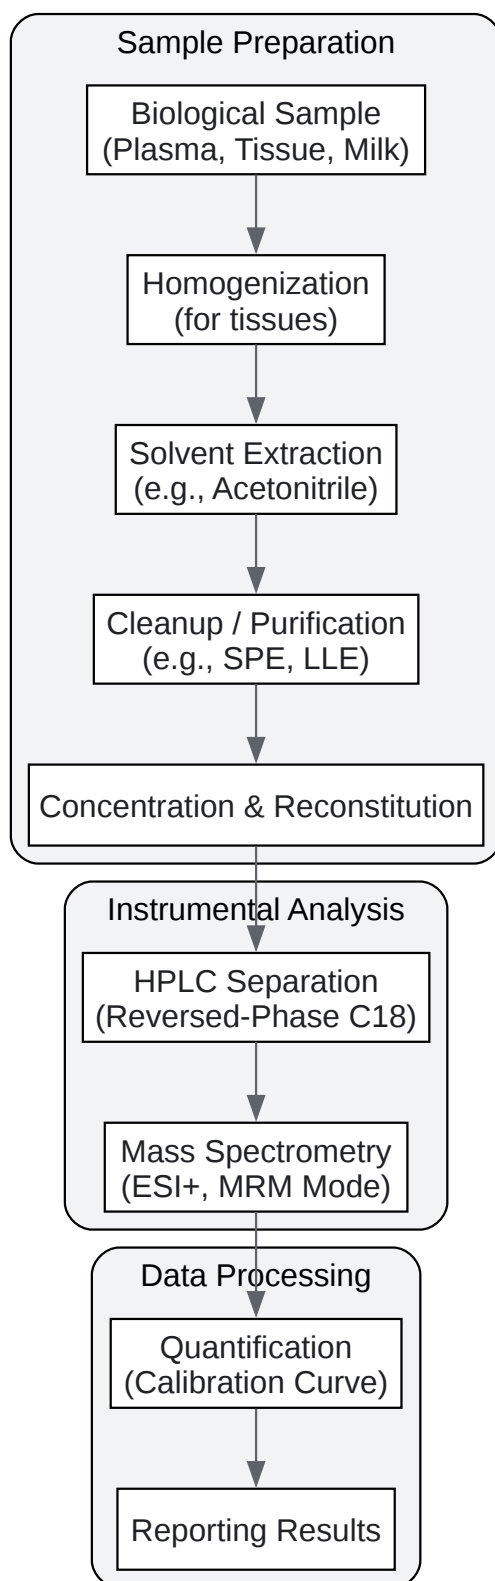 Sample Preparation
Biological Sample
(Plasma, Tissue, Milk)
Homogenization
(for tissues)
Solvent Extraction
(e.g., Acetonitrile)
Cleanup / Purification
(e.g., SPE, LLE)
Concentration & Reconstitution
Instrumental Analysis
HPLC Separation
(Reversed-Phase C18)
Mass Spectrometry
(ESI+, MRM Mode)
Data Processing
Quantification
(Calibration Curve)
Reporting Results